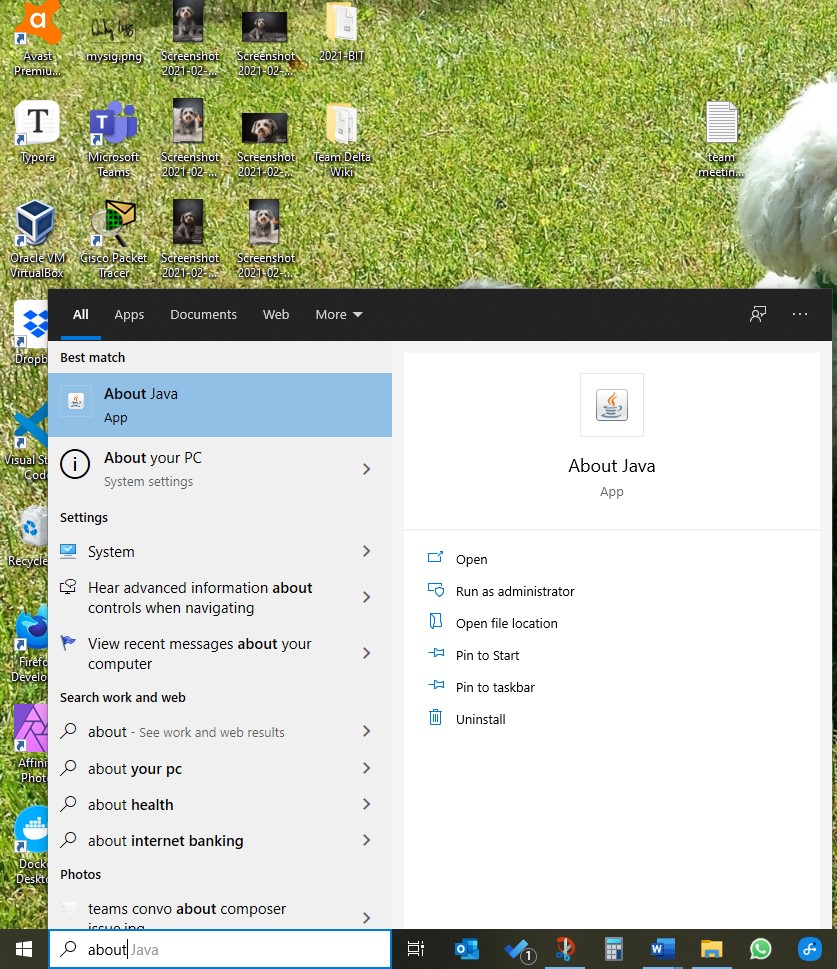 Avast
Premiu...
mysig.png
Screenshot
2021-02-...
Screenshot
2021-02-...
2021-BIT
T
Typora
Microsoft
Teams
Screenshot
2021-02-...
Screenshot
2021-02-...
Team Delta
Wiki
team
meetin...
Oracle VM
VirtualBox
Cisco Packet
Tracer
Screenshot
2021-02-...
Screenshot
2021-02-...
Dropb
Visual St
Code
Recycle
Firefo
Develo
Affin
Photo
Docke
Deskto
All Apps Documents Web More
Best match
About Java
App
About your PC
System settings
Settings
System
Hear advanced information about
controls when navigating
View recent messages about your
computer
Search work and web
about - See work and web results
about your pc
about health
about internet banking
Photos
teams convo about composer
issue.jpg
About Java
App
Open
Run as administrator
Open file location
Pin to Start
Pin to taskbar
Uninstall
about Java
1